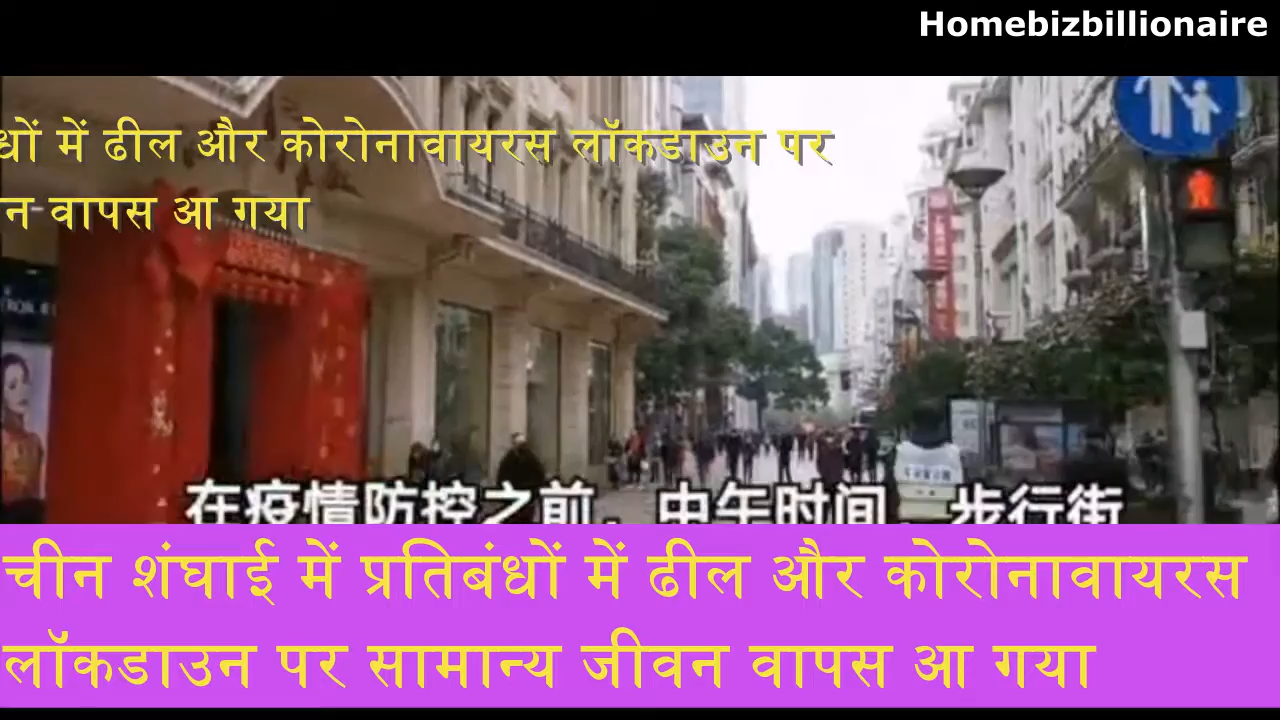 Homebizbillionaire
धों में ढील और कोरोनावायरस लॉकडाउन पर
न वापस आ गया
在疫情防控之前，中午时间，步行街
चीन शंघाई में प्रतिबंधों में ढील और कोरोनावायरस
लॉकडाउन पर सामान्य जीवन वापस आ गया